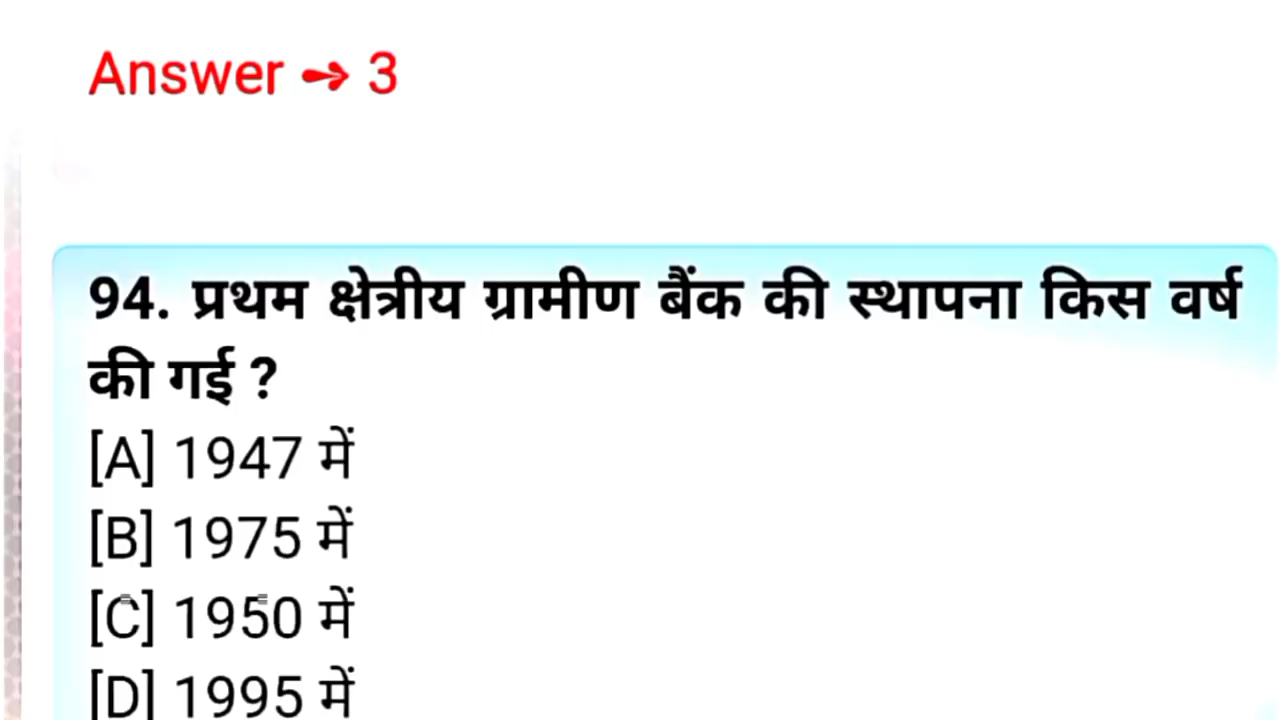 Answer ➺ 3
94. प्रथम क्षेत्रीय ग्रामीण बैंक की स्थापना किस वर्ष
की गई ?
[A] 1947 में
[B] 1975 में
[C] 1950 में
[D] 1995 में